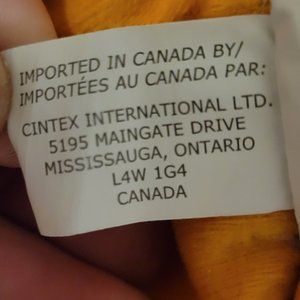 IMPORTED IN CANADA BY/
IMPORTÉES AU CANADA PAR:
CINTEX INTERNATIONAL LTD.
5195 MAINGATE DRIVE
MISSISSAUGA, ONTARIO
L4W 1G4
CANADA